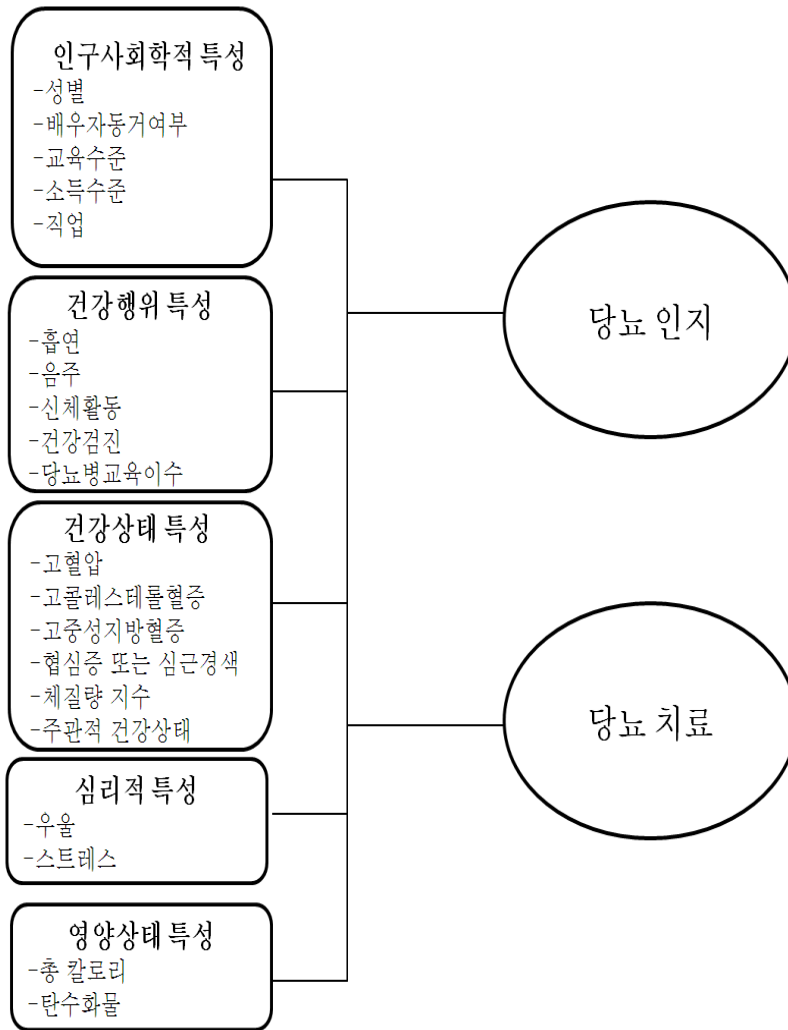 인구사회학적 특성
-성별
-배우자동거여부
-교육수준
-소득수준
-직업
건강행위 특성
-흡연
-음주
-신체활동
-건강검진
-당뇨병교육이수
건강상태 특성
-고혈압
-고콜레스테롤혈증
-고중성지방혈증
-협심증 또는 심근경색
-체질량 지수
-주관적 건강상태
심리적 특성
-우울
-스트레스
영양상태 특성
-총 칼로리
-탄수화물
당뇨 인지
당뇨 치료